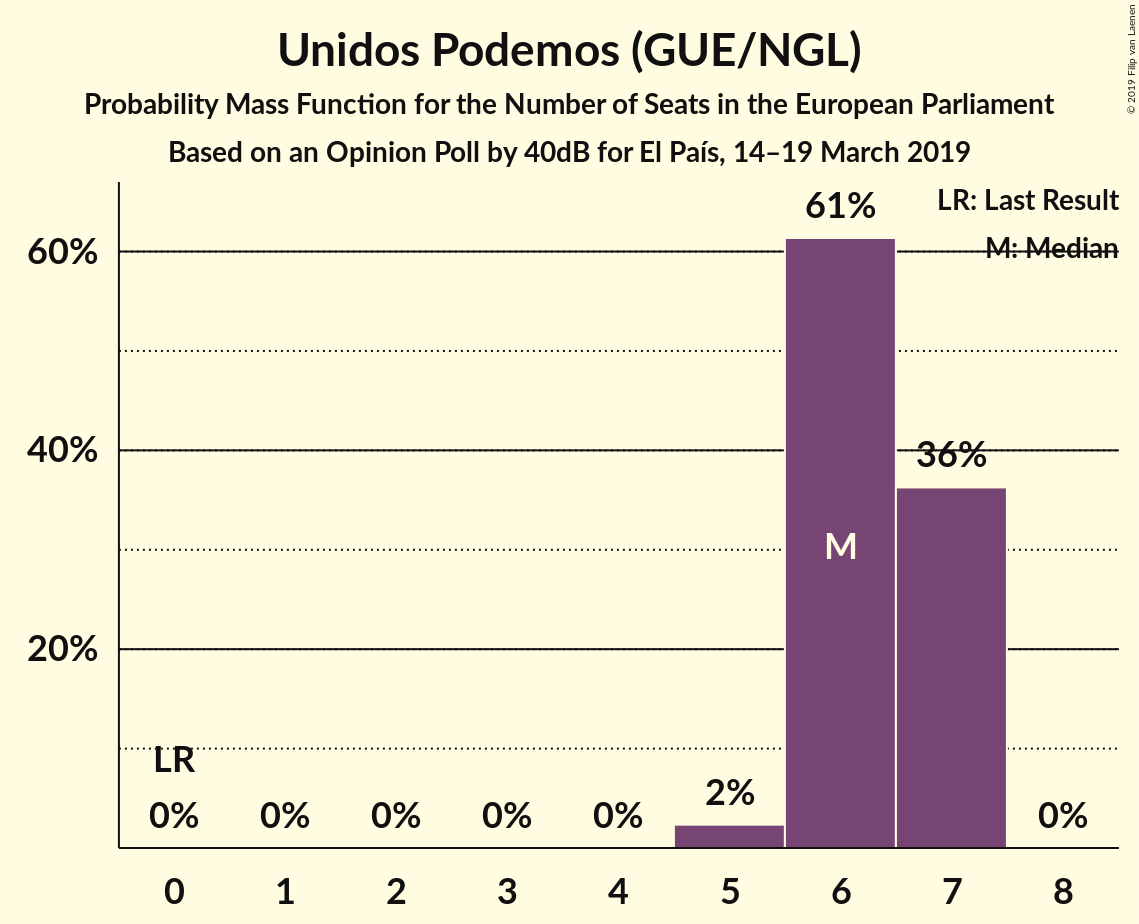 Unidos Podemos (GUE/NGL)
Probability Mass Function for the Number of Seats in the European Parliament
Based on an Opinion Poll by 40dB for El País, 14–19 March 2019
© 2019 Filip van Laenen
LR: Last Result
M: Median
61%
60%
40%
36%
M
20%
LR
2%
0% 0% 0% 0% 0% 0%
0 1 2 3 4 5 6 7 8